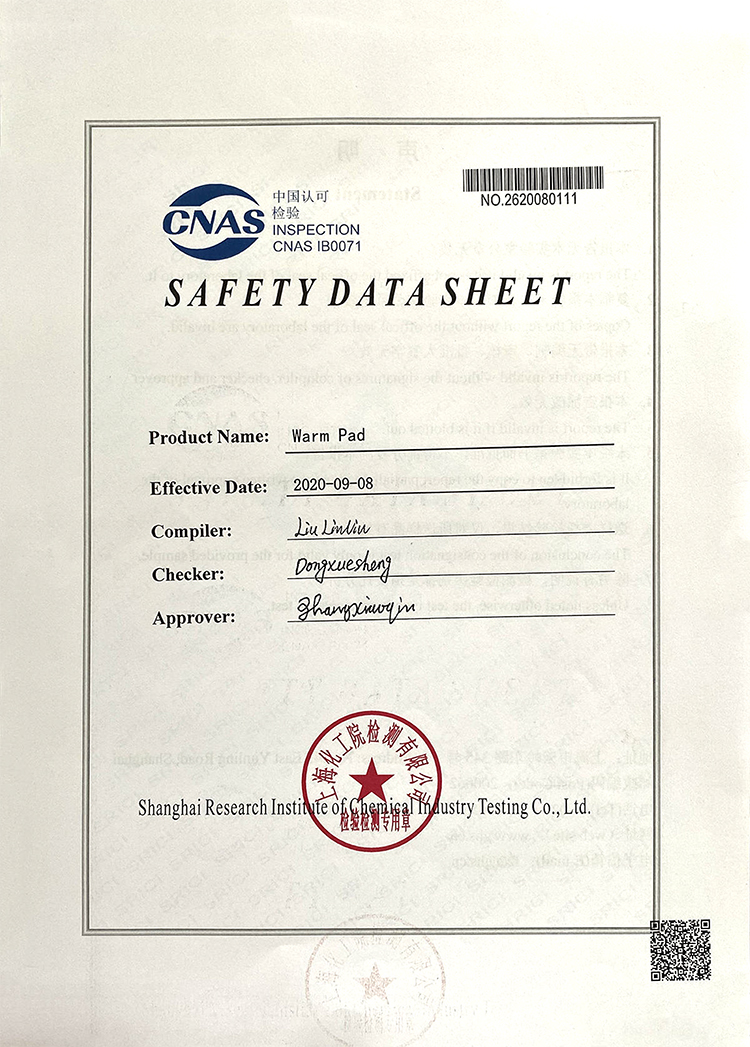 CNAS
中国认可
检验
INSPECTION
CNAS IB0071
NO.2620080111
SAFETY DATA SHEET
Product Name: Warm Pad
Effective Date: 2020-09-08
Compiler: Liu LinLin
Checker: Dongxuesheng
Approver:
上海化工院检测有限公司
Shanghai Research Institute of Chemical Industry Testing Co., Ltd.
检验检测专用章